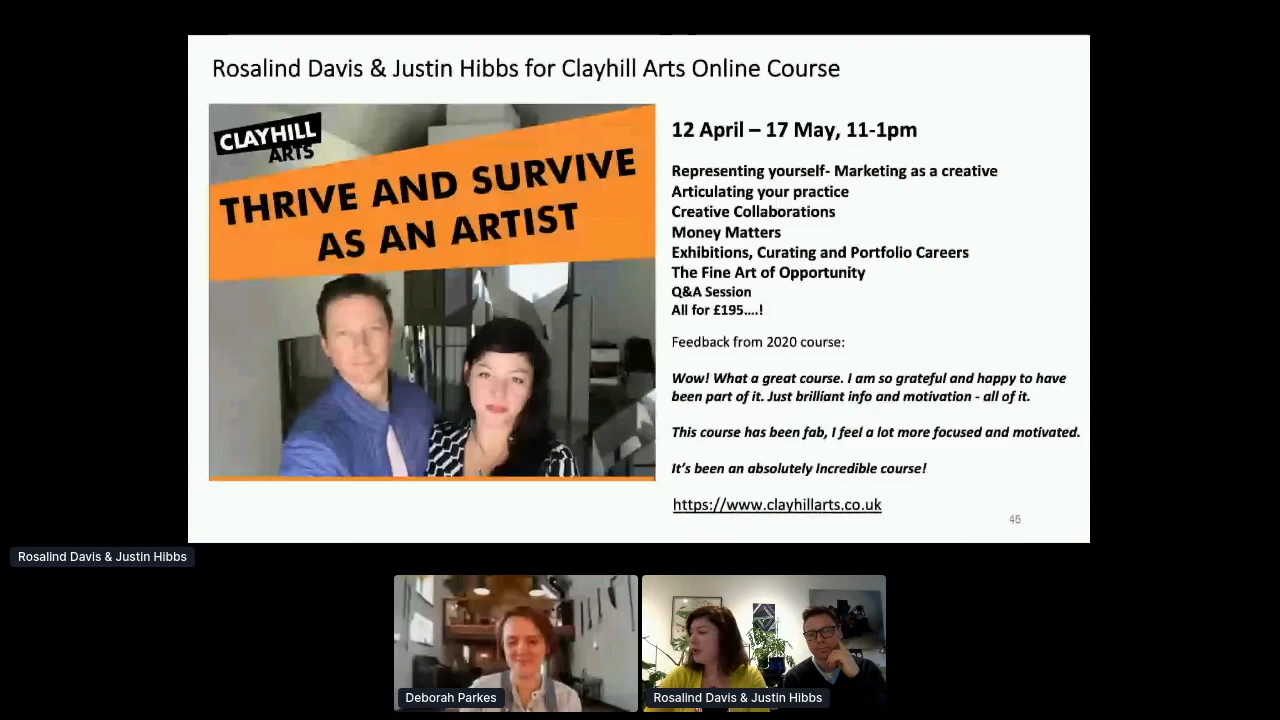 Rosalind Davis & Justin Hibbs for Clayhill Arts Online Course
CLAYHILL
ARTS
THRIVE AND SURVIVE
AS AN ARTIST
12 April – 17 May, 11-1pm
Representing yourself- Marketing as a creative
Articulating your practice
Creative Collaborations
Money Matters
Exhibitions, Curating and Portfolio Careers
The Fine Art of Opportunity
Q&A Session
All for £195....!
Feedback from 2020 course:
Wow! What a great course. I am so grateful and happy to have
been part of it. Just brilliant info and motivation - all of it.
This course has been fab, I feel a lot more focused and motivated.
It's been an absolutely Incredible course!
https://www.clayhillarts.co.uk
45
Rosalind Davis & Justin Hibbs
Deborah Parkes
Rosalind Davis & Justin Hibbs